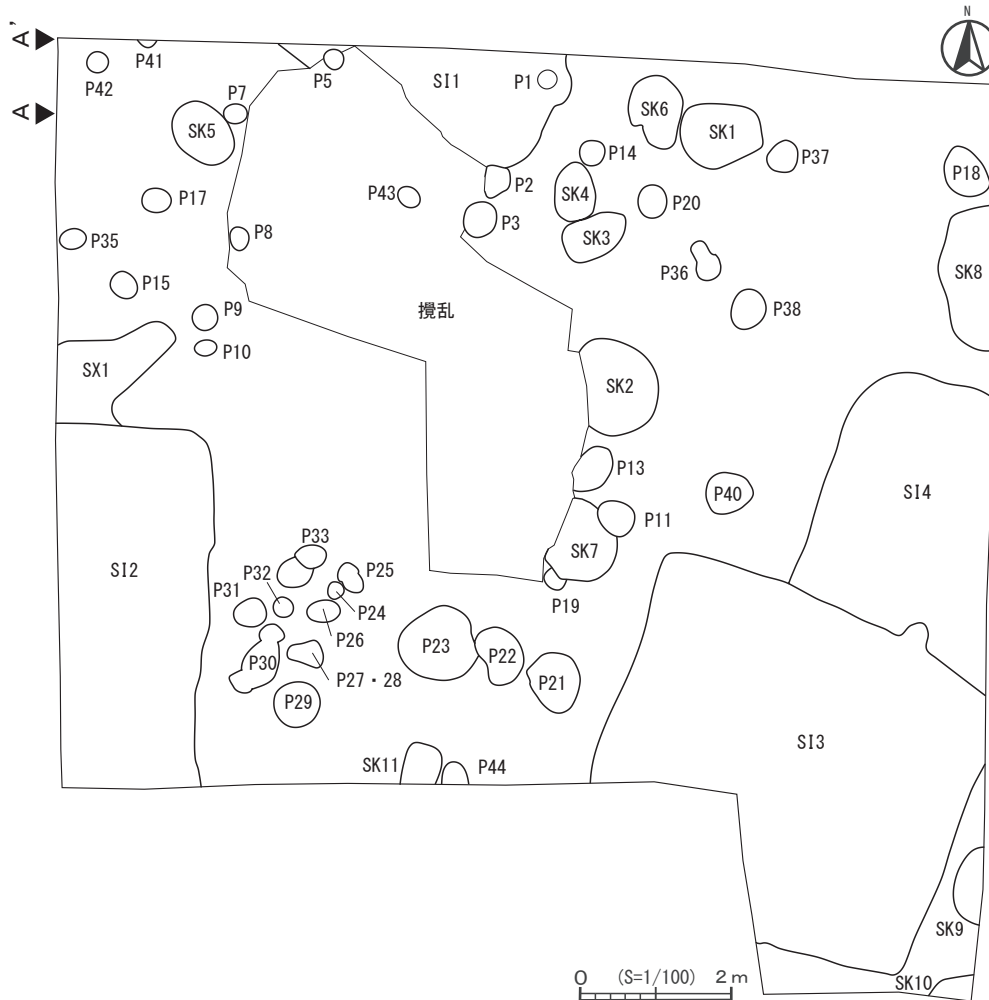 N
A'
P41
P42
P5
SI1
P1
A
P7
SK5
SK6
SK1
P14
P37
P18
P43
P2
SK4
P17
P20
P3
P35
P8
SK3
P36
SK8
P15
P9
攪乱
P38
P10
SX1
SK2
P13
P40
SI4
P11
SK7
P33
SI2
P32
P25
P31
P24
P19
P26
P23
P22
P30
P27・28
P21
P29
SI3
SK11
P44
SK9
SK10
0 (S=1/100) 2m